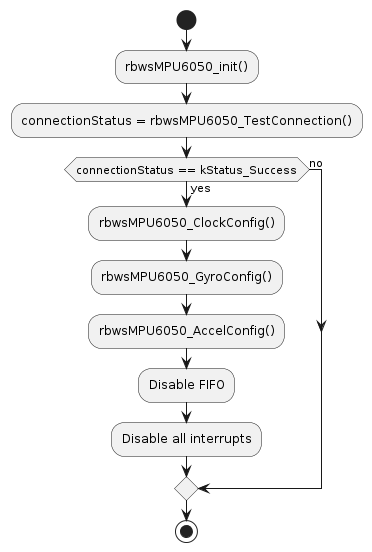 rbwsMPU6050_init()
connectionStatus = rbwsMPU6050_TestConnection()
connectionStatus == kStatus_Success
no
yes
rbwsMPU6050_ClockConfig()
rbwsMPU6050_GyroConfig()
rbwsMPU6050_AccelConfig()
Disable FIFO
Disable all interrupts